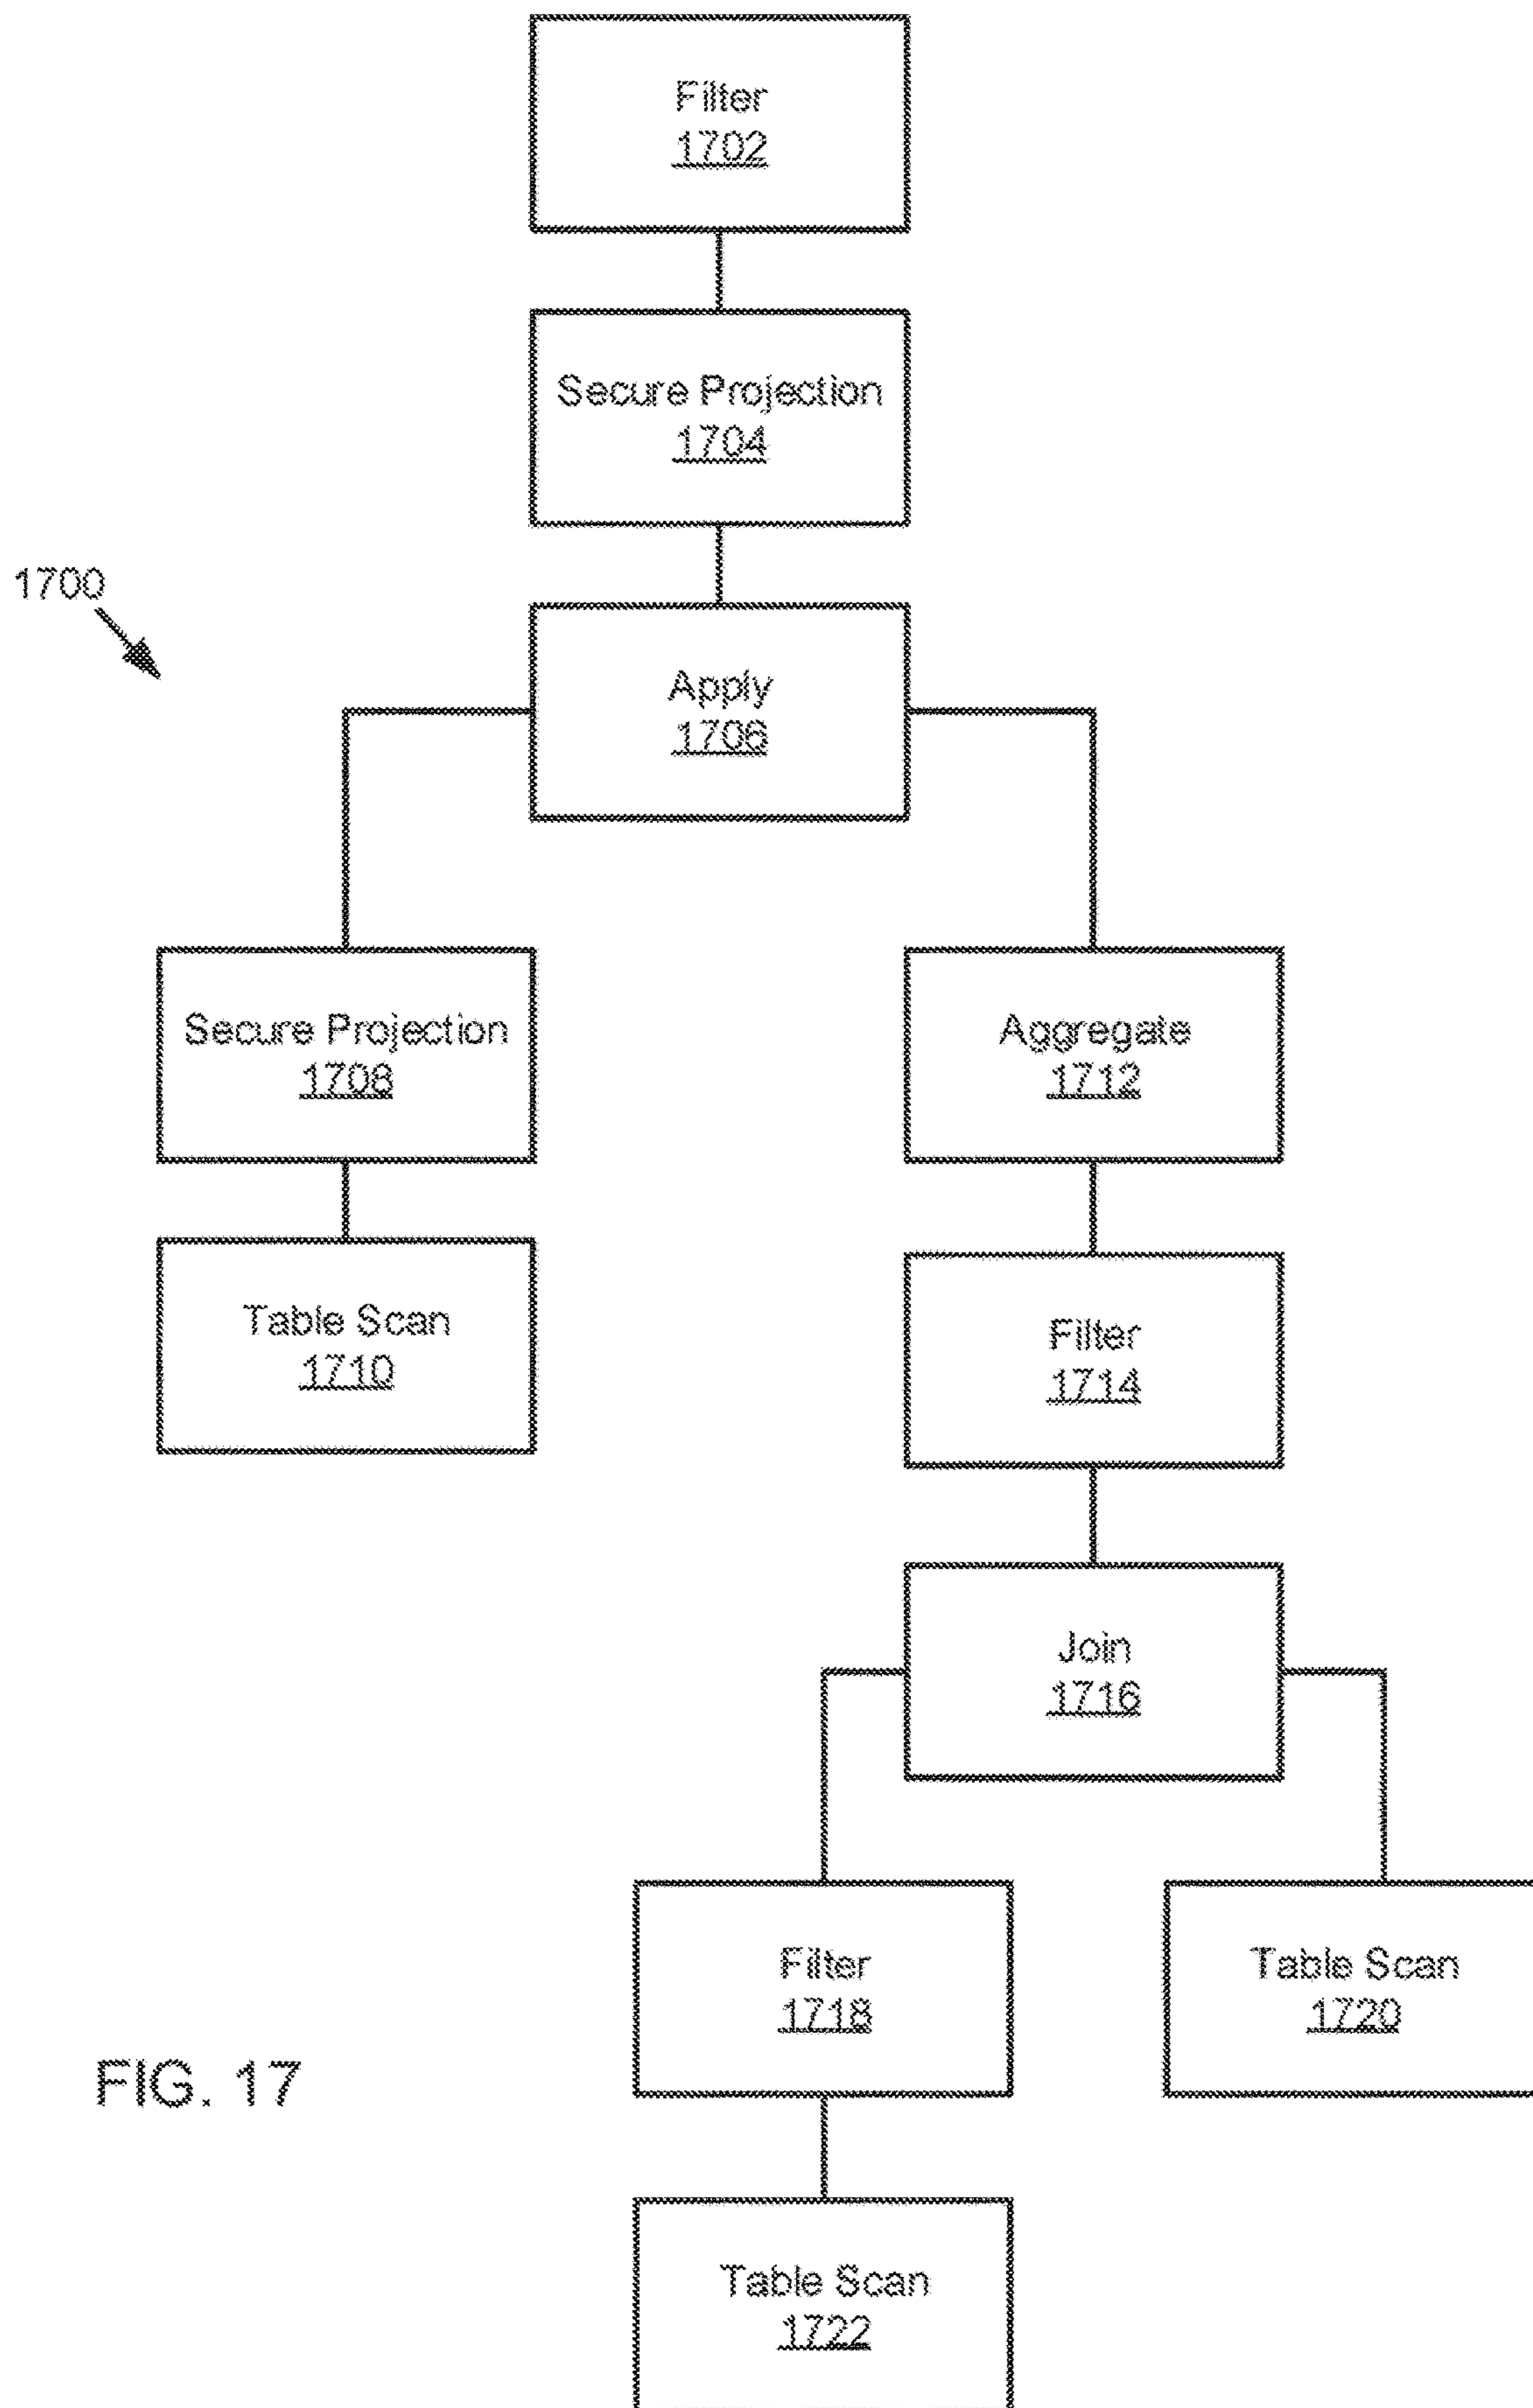 Filter
1702
Secure Projection
1704
1700
Apply
1706
Secure Projection
1708
Aggregate
1712
Table Scan
1710
Filter
1714
Join
1716
Filter
1718
Table Scan
1720
FIG. 17
Table Scan
1722